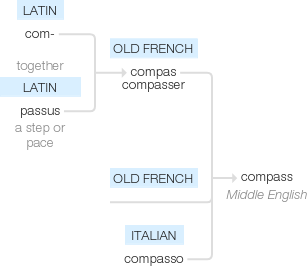 LATIN
com-
together
LATIN
passus
a step or
pace
OLD FRENCH
compas
compasser
OLD FRENCH
ITALIAN
compasso
compass
Middle English